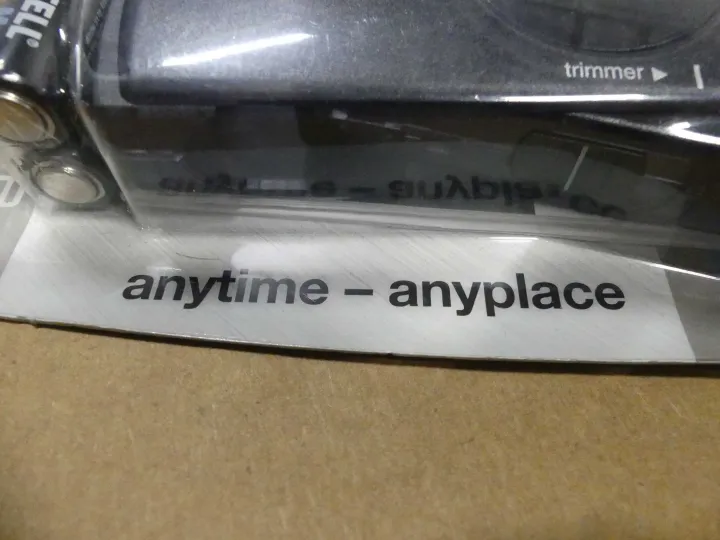 trimmer ▶
anytime – anyplace